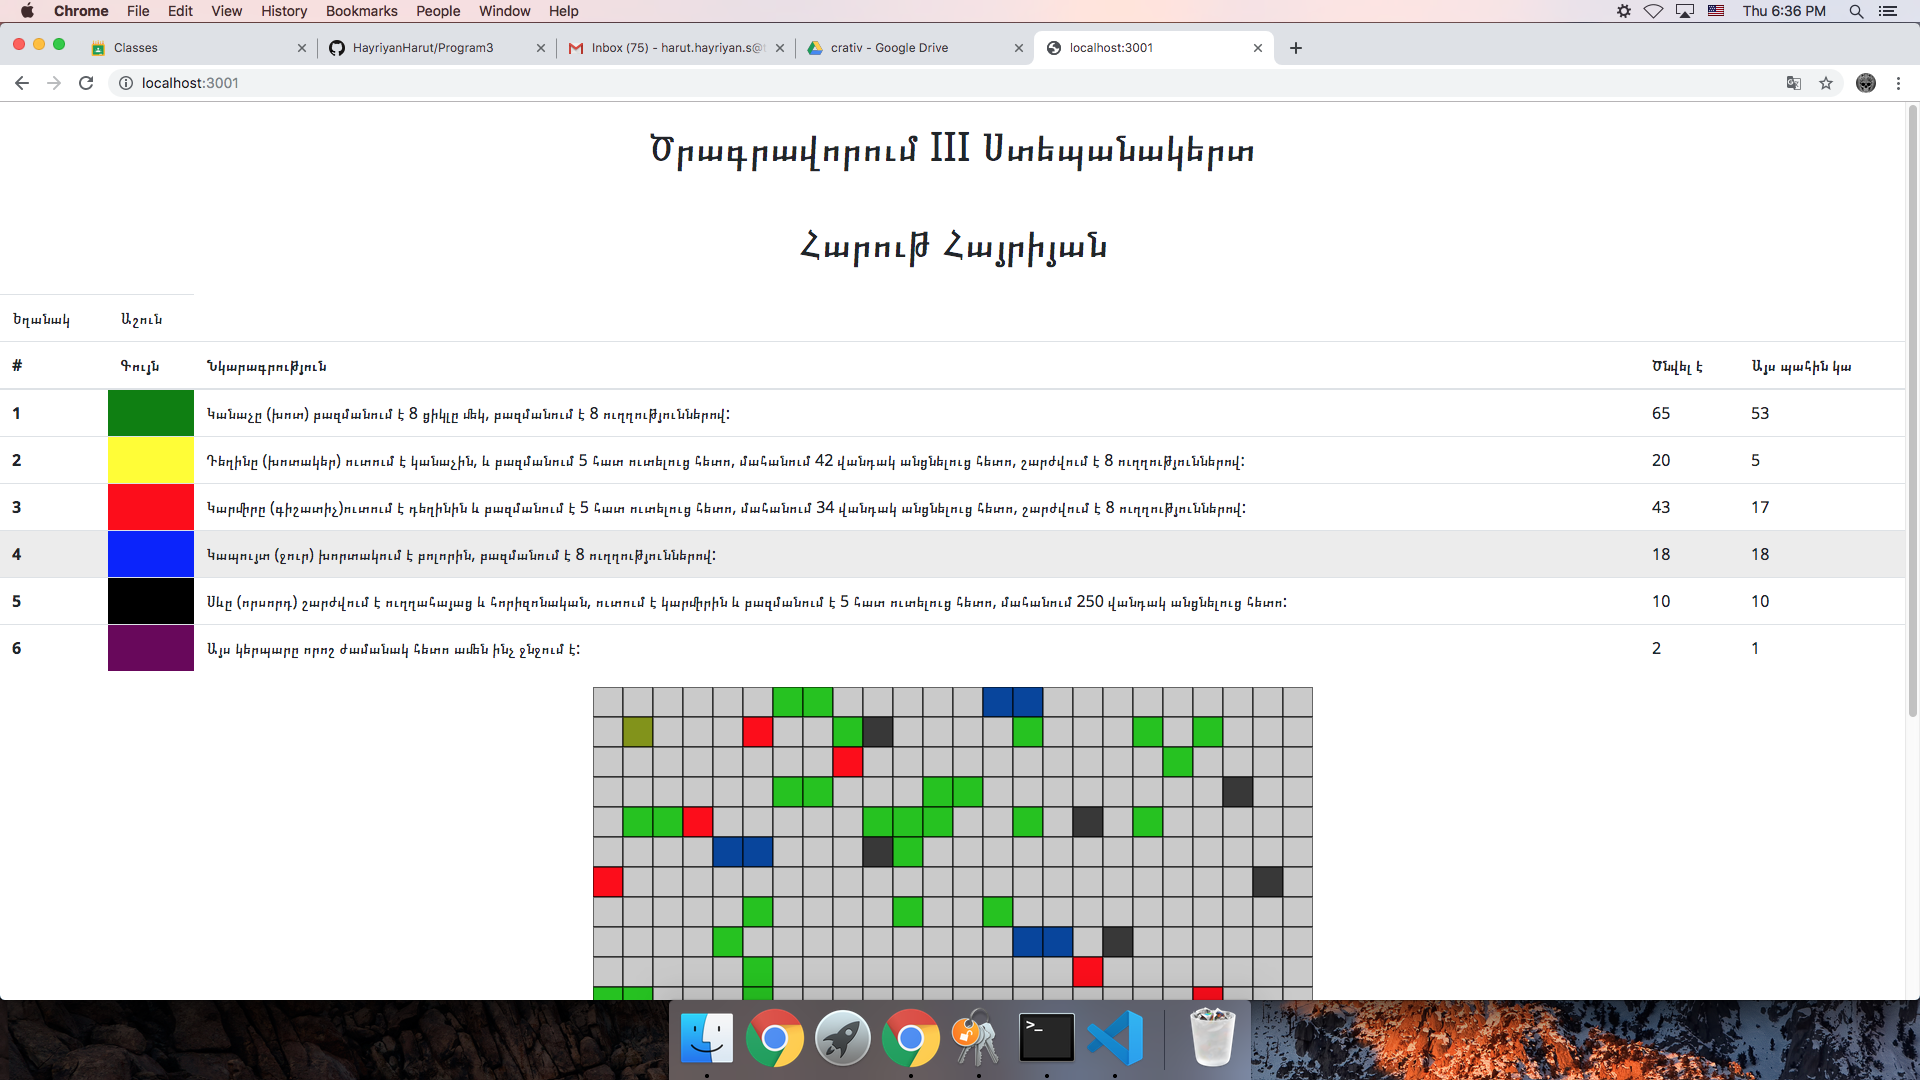 Chrome File Edit View History Bookmarks People Window Help Thu 6:36 PM
Classes HayriyanHarut/Program3 Inbox (75) - harut.hayriyan.s@t crativ - Google Drive localhost:3001
localhost:3001
Ծրագրավորում III Ստեպանակերտ
Հարութ Հայրիյան
Եղանակ Աշուն
# Գույն Նկարագրություն Ծնվել է Այս պահին կա
1 Կանաչը (խոտ) բազմանում է 8 ցիկլը մեկ, բազմանում է 8 ուղղություններով: 65 53
2 Դեղինը (խոտակեր) ուտում է կանաչին, և բազմանում 5 հատ ուտելուց հետո, մահանում 42 վանդակ անցնելուց հետո, շարժվում է 8 ուղղություններով: 20 5
3 Կարմիրը (գիշատիչ)ուտում է դեղինին և բազմանում է 5 հատ ուտելուց հետո, մահանում 34 վանդակ անցնելուց հետո, շարժվում է 8 ուղղություններով: 43 17
4 Կապույտ (ջուր) խորտակում է բոլորին, բազմանում է 8 ուղղություններով: 18 18
5 Սևը (որսորդ) շարժվում է ուղղահայաց և հորիզոնական, ուտում է կարմիրին և բազմանում է 5 հատ ուտելուց հետո, մահանում 250 վանդակ անցնելուց հետո: 10 10
6 Այս կերպարը որոշ ժամանակ հետո ամեն ինչ ջնջում է: 2 1